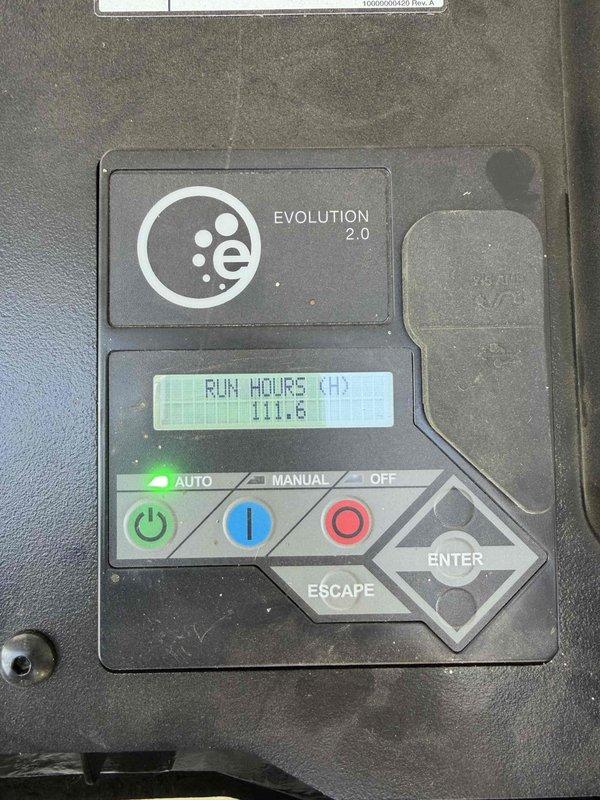 10000000420 Rev. A
EVOLUTION
2.0
e
RUN HOURS (H)
111.6
AUTO
MANUAL
OFF
ENTER
ESCAPE